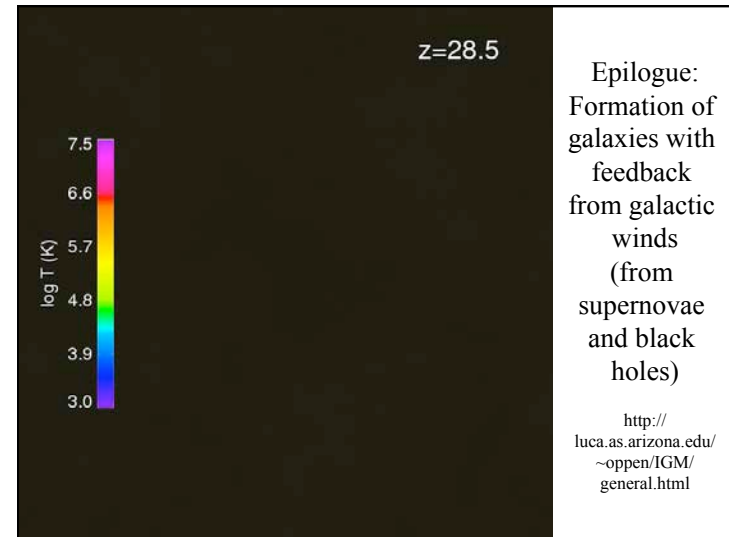 z=28.5
7.5
6.6
5.7
4.8
3.9
3.0
log T (K)
Epilogue:
Formation of
galaxies with
feedback
from galactic
winds
(from
supernovae
and black
holes)
http://
luca.as.arizona.edu/
~oppen/IGM/
general.html